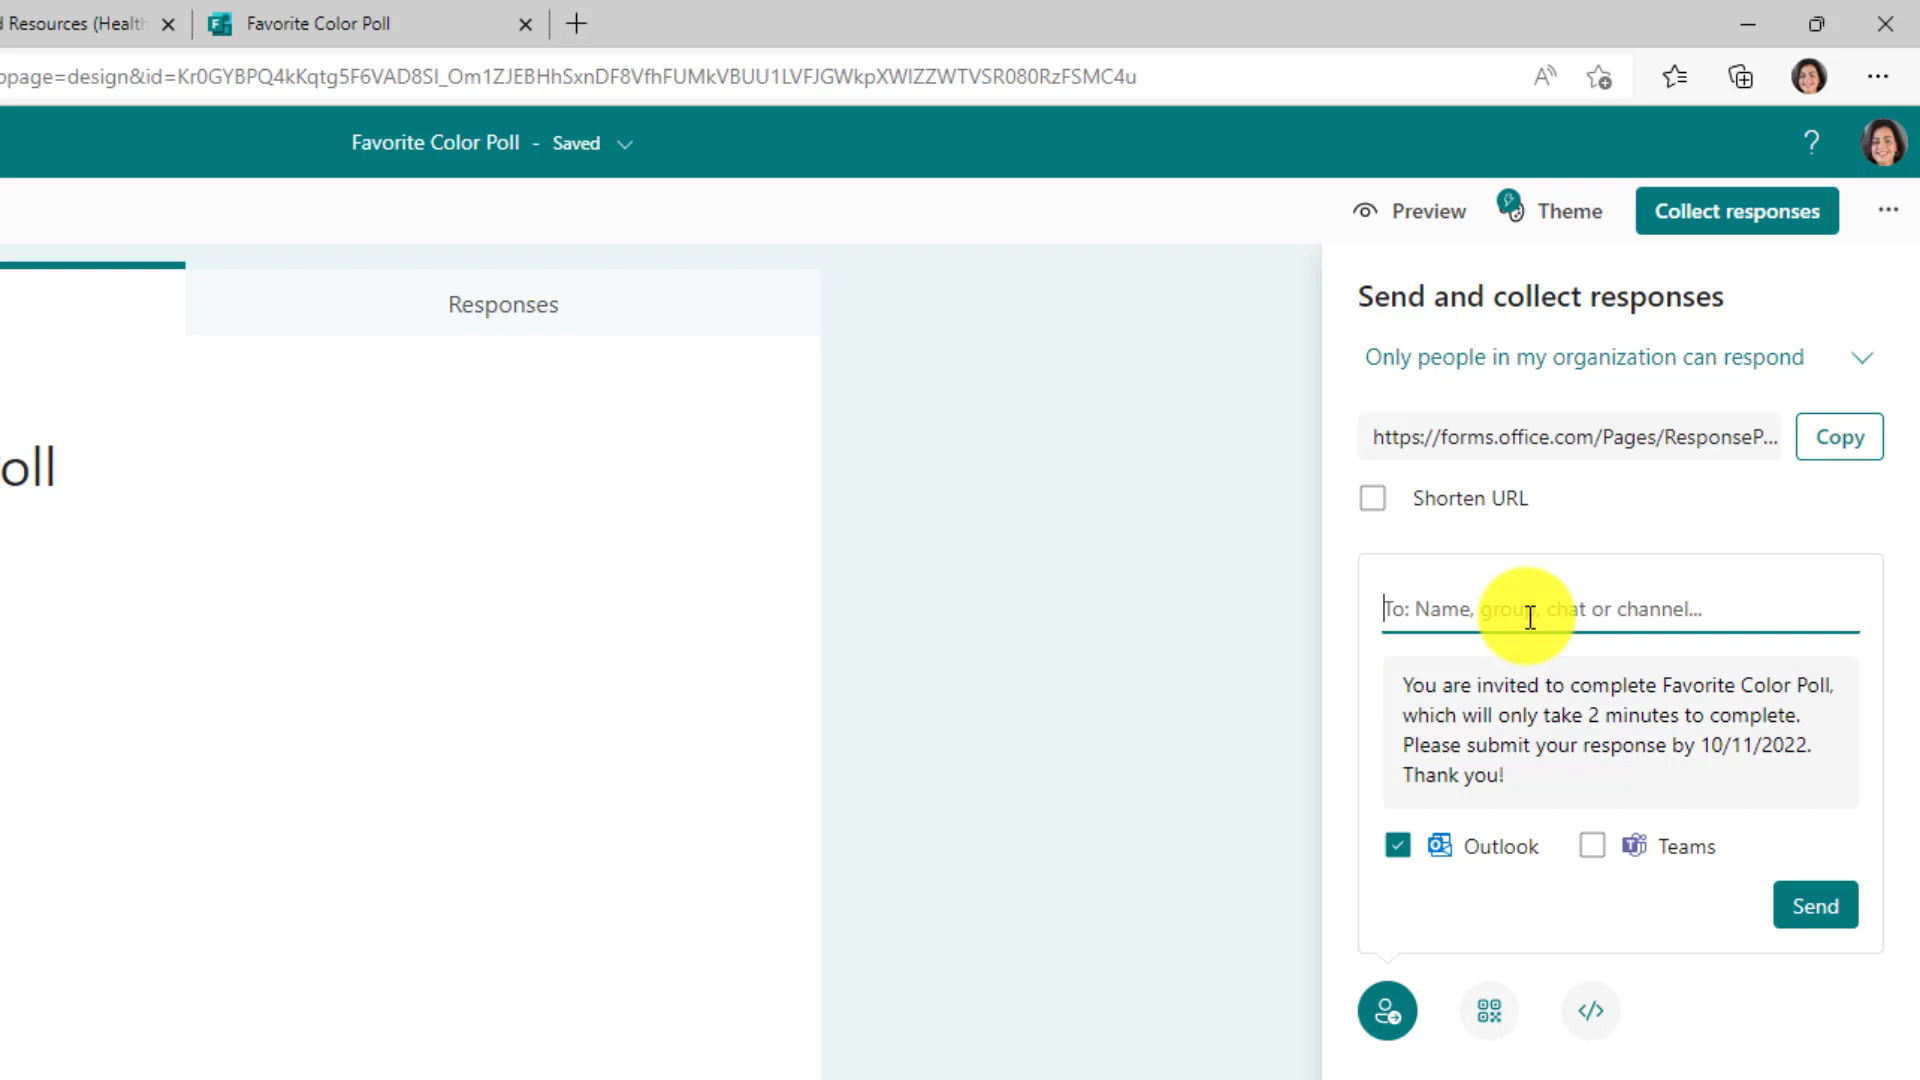 d Resources (Health
Favorite Color Poll
opage=design&id=Kr0GYBPQ4kKqtg5F6VAD8SI_Om1ZJEBHhSxnDF8VfhFUMkVBUU1LVFJGWkpXWlZZWTVSR080RzFSMC4u
Favorite Color Poll - Saved
?
Preview
Theme
Collect responses
Responses
Send and collect responses
Only people in my organization can respond
oll
https://forms.office.com/Pages/ResponseP...
Copy
Shorten URL
To: Name, group, chat or channel...
You are invited to complete Favorite Color Poll,
which will only take 2 minutes to complete.
Please submit your response by 10/11/2022.
Thank you!
Outlook
Teams
Send